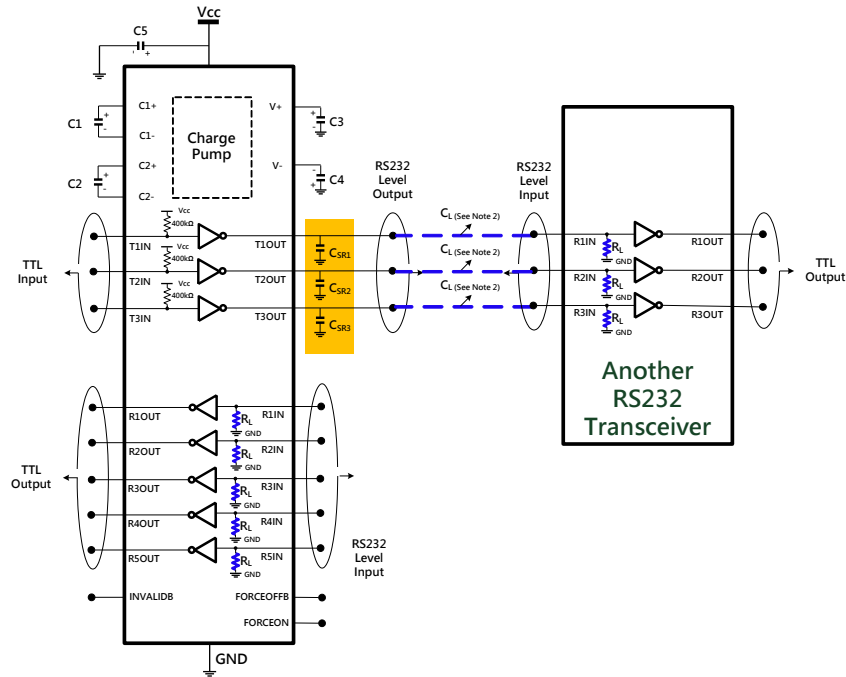 Vcc
C5
- +
C1+
C1-
C2+
C2-
C1
+
-
C2
+
-
Charge
Pump
V+
V-
+
-
C3
-
+
C4
RS232
Level
Output
RS232
Level
Input
Vcc
400kΩ
Vcc
400kΩ
Vcc
400kΩ
T1IN
T2IN
T3IN
T1OUT
T2OUT
T3OUT
CSR1
CSR2
CSR3
CL (See Note 2)
CL (See Note 2)
CL (See Note 2)
TTL
Input
R1IN
R2IN
R3IN
RL
GND
RL
GND
RL
GND
R1OUT
R2OUT
R3OUT
TTL
Output
Another
RS232
Transceiver
R1OUT
R2OUT
R3OUT
R4OUT
R5OUT
RL
GND
RL
GND
RL
GND
RL
GND
RL
GND
R1IN
R2IN
R3IN
R4IN
R5IN
TTL
Output
RS232
Level
Input
INVALIDB
FORCEOFFB
FORCEON
GND